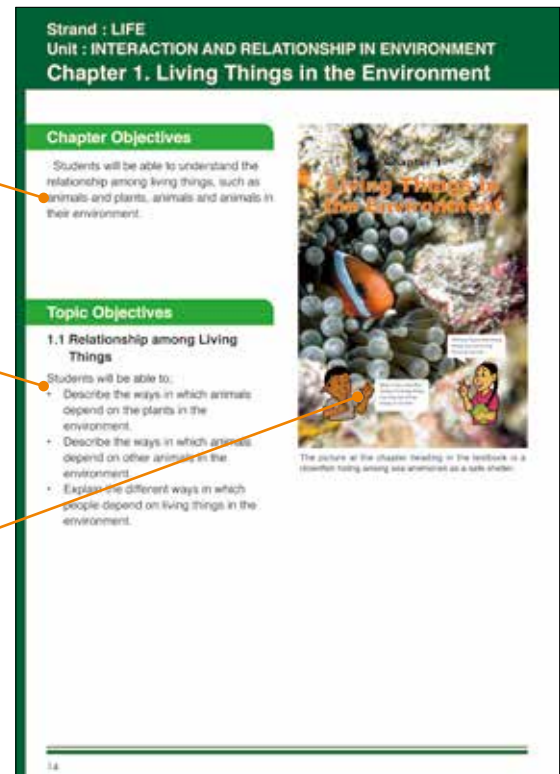 Strand : LIFE
Unit : INTERACTION AND RELATIONSHIP IN ENVIRONMENT
Chapter 1. Living Things in the Environment
Chapter Objectives
Students will be able to understand the
relationship among living things, such as
animals and plants, animals and animals in
their environment.
Topic Objectives
1.1 Relationship among Living
Things
Students will be able to;
• Describe the ways in which animals
depend on the plants in the
environment.
• Describe the ways in which animals
depend on other animals in the
environment.
• Explain the different ways in which
people depend on living things in the
environment.
Chapter 1
Living Things in
the Environment
The picture at the chapter heading in the textbook is a
clownfish hiding among sea anemones as a safe shelter.
14